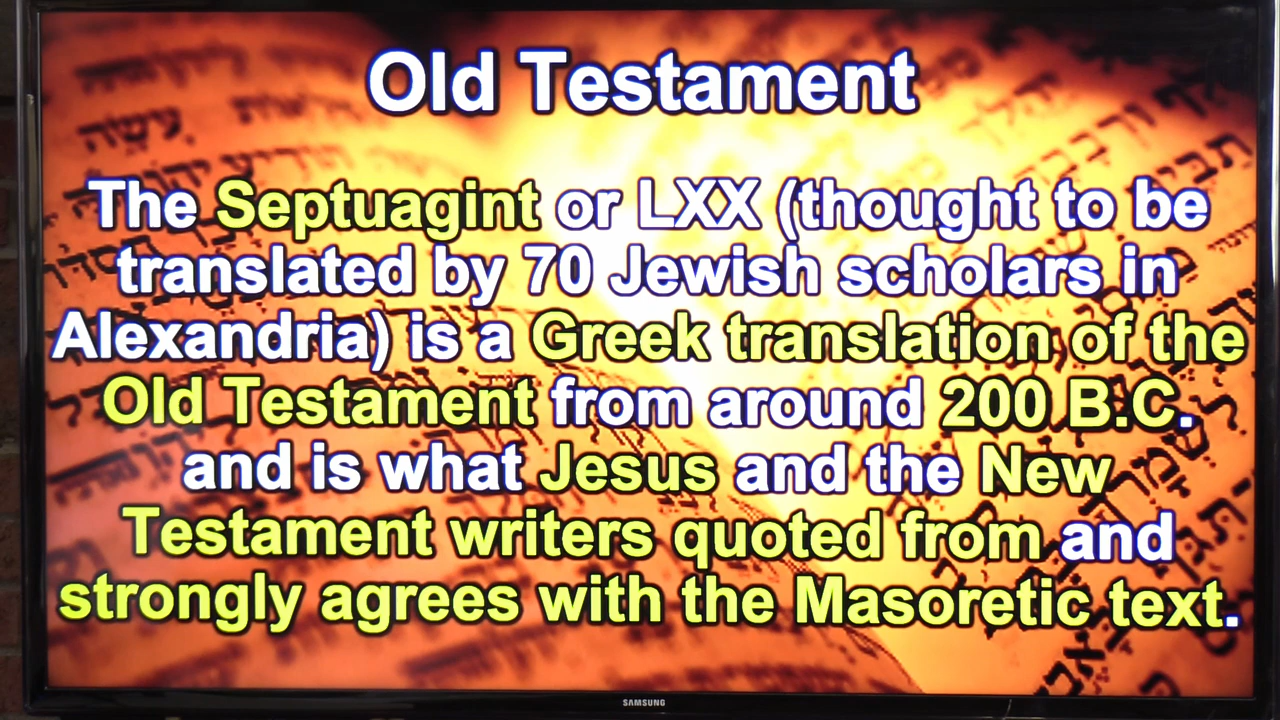 Old Testament
The Septuagint or LXX (thought to be
translated by 70 Jewish scholars in
Alexandria) is a Greek translation of the
Old Testament from around 200 B.C.
and is what Jesus and the New
Testament writers quoted from and
strongly agrees with the Masoretic text.
SAMSUNG